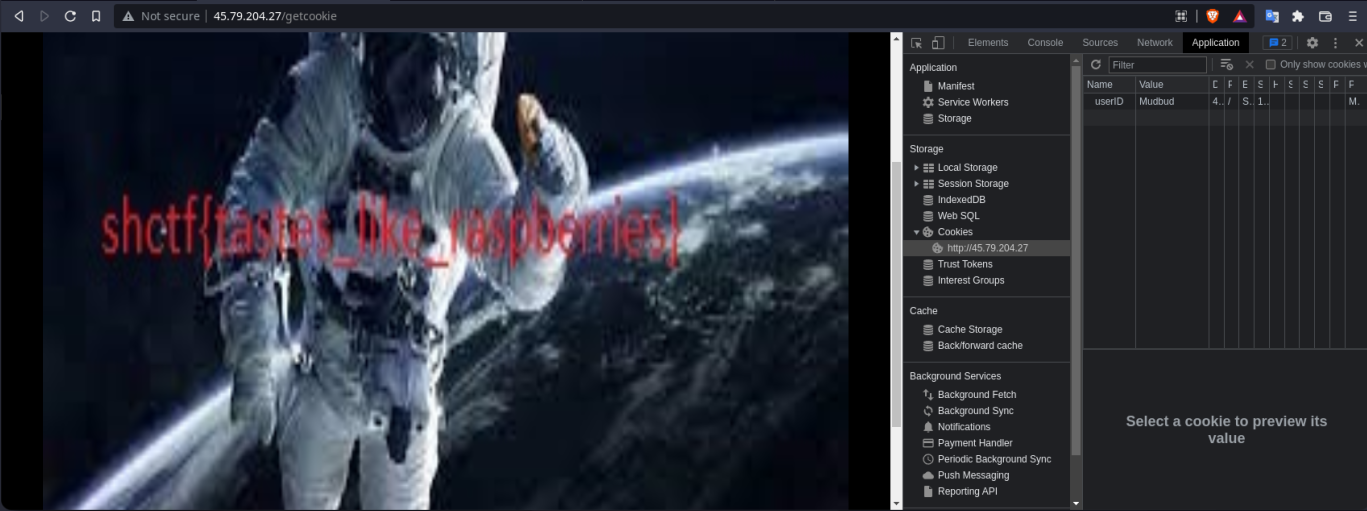 Not secure | 45.79.204.27/getcookie
shctf{tastes_like_raspberries}
Elements Console Sources Network Application 2
Application
Manifest
Service Workers
Storage
Storage
Local Storage
Session Storage
IndexedDB
Web SQL
Cookies
http://45.79.204.27
Trust Tokens
Interest Groups
Cache
Cache Storage
Back/forward cache
Background Services
Background Fetch
Background Sync
Notifications
Payment Handler
Periodic Background Sync
Push Messaging
Reporting API
Filter Only show cookies
Name Value
userID Mudbud 4.. / S.. 1.. M.
Select a cookie to preview its
value